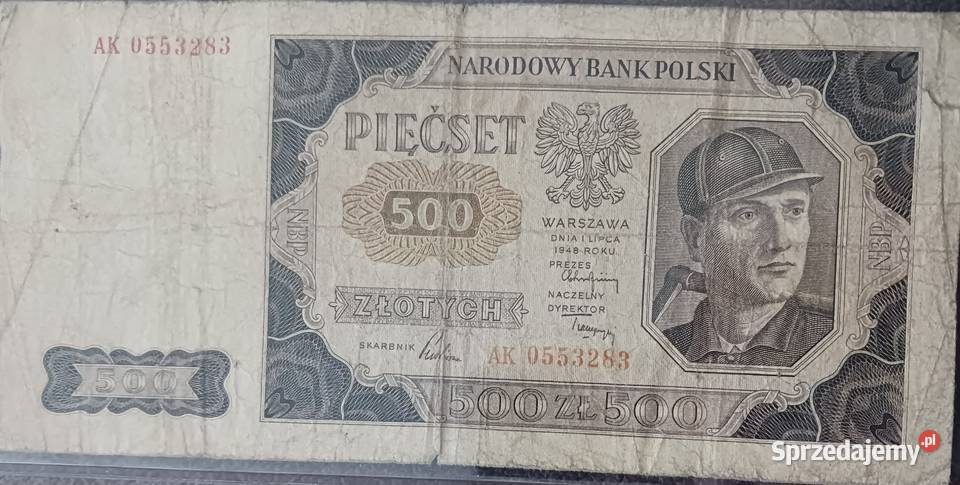 AK 0553283
NARODOWY BANK POLSKI
PIĘĆSET
500
WARSZAWA
DNIA 1 LIPCA
1948 ROKU
PREZES
NACZELNY
DYREKTOR
ZŁOTYCH
SKARBNIK
AK 0553283
NBP
NBP
500
500 ZŁ 500
Sprzedajemy.pl